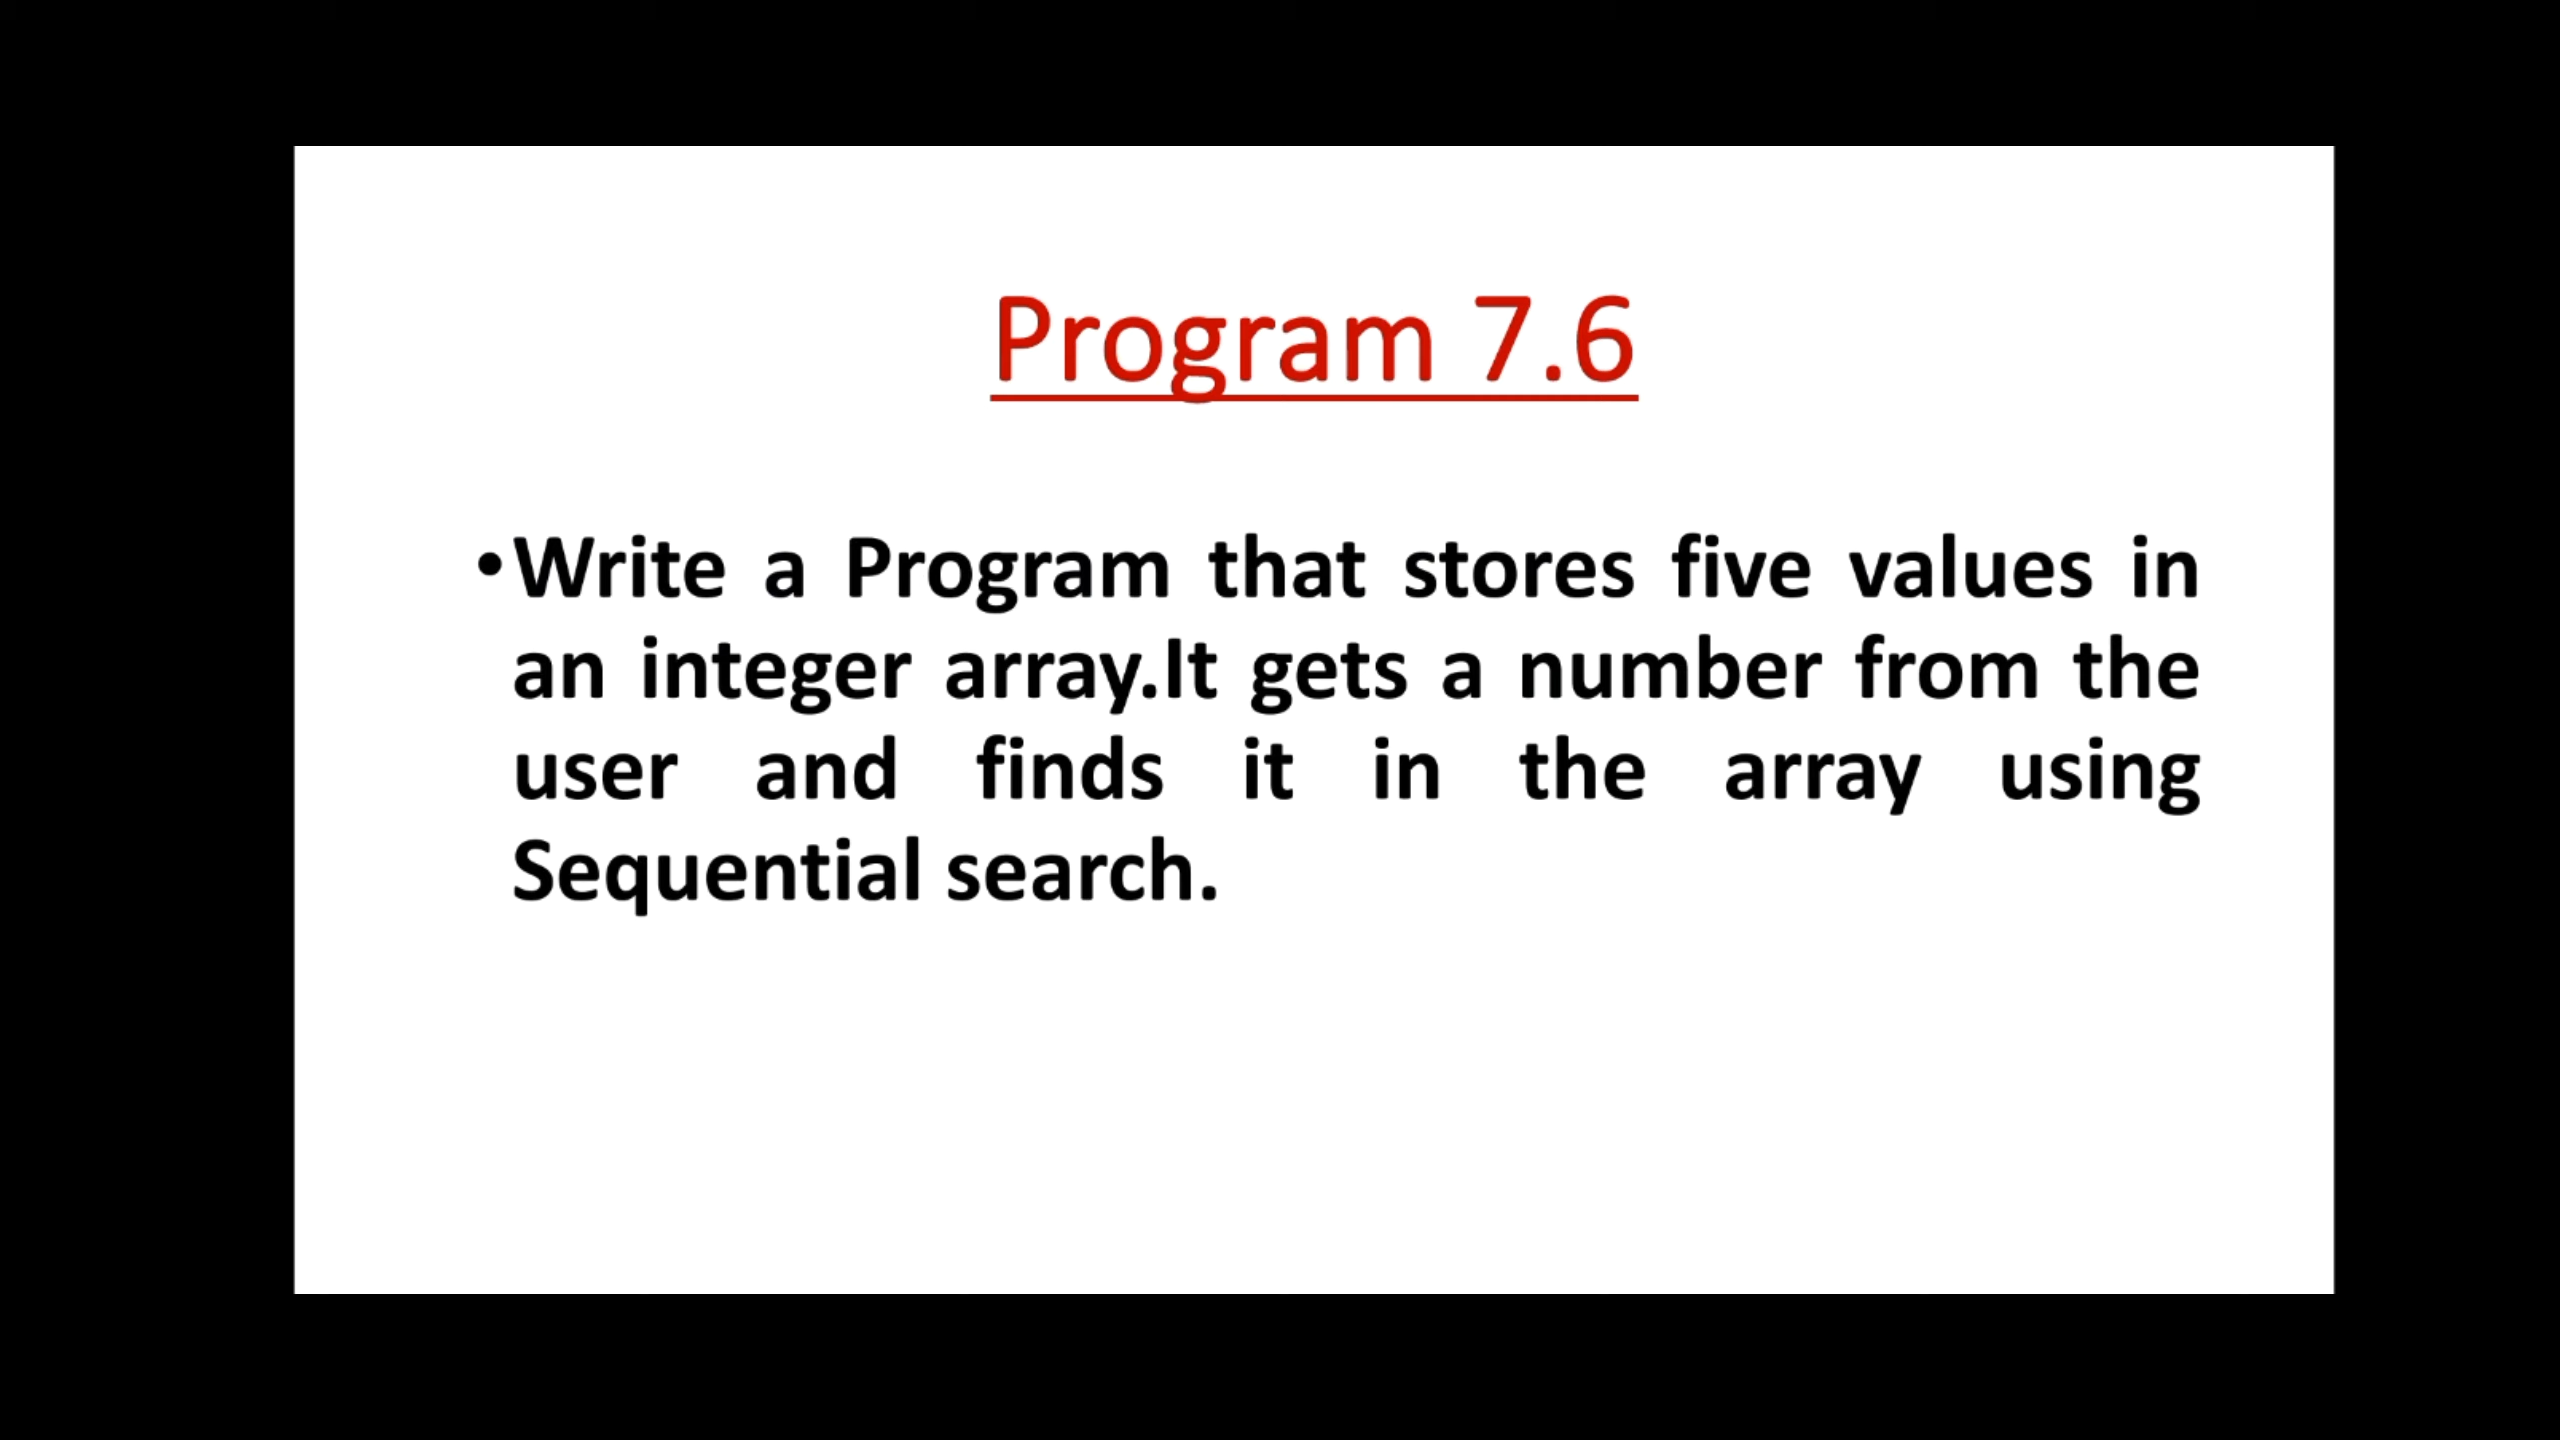 Program 7.6
•Write a Program that stores five values in
an integer array.It gets a number from the
user and finds it in the array using
Sequential search.